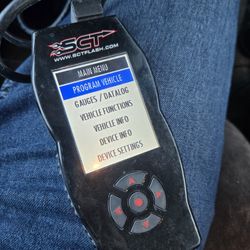 SCT
WWW.SCTFLASH.COM
MAIN MENU
PROGRAM VEHICLE
GAUGES / DATALOG
VEHICLE FUNCTIONS
VEHICLE INFO
DEVICE INFO
DEVICE SETTINGS